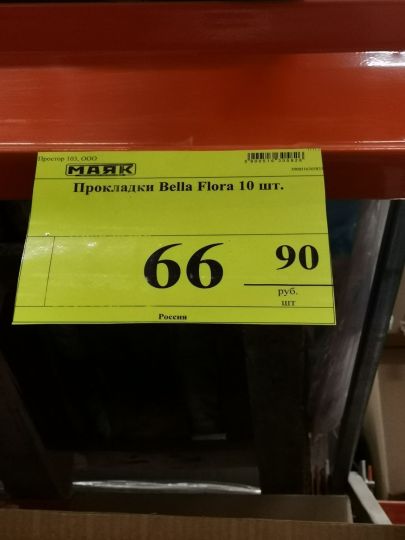 Простор 103, ООО
МАЯК
Прокладки Bella Flora 10 шт.
66 90
руб.
шт
Россия